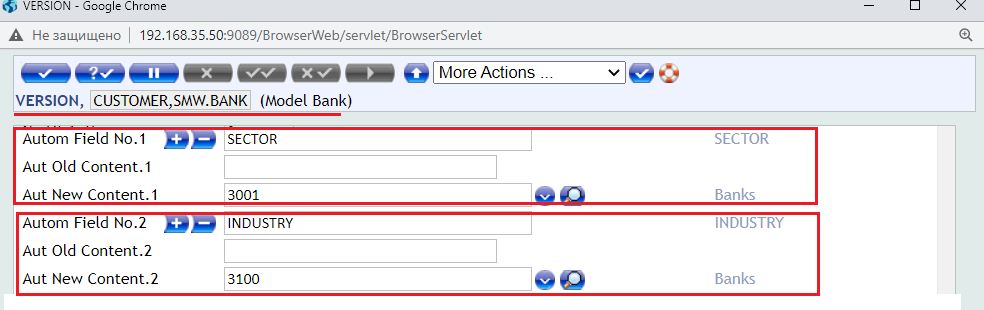 VERSION - Google Chrome
Не защищено 192.168.35.50:9089/BrowserWeb/servlet/BrowserServlet
More Actions ...
VERSION, CUSTOMER,SMW.BANK (Model Bank)
Autom Field No.1 SECTOR SECTOR
Aut Old Content.1
Aut New Content.1 3001 Banks
Autom Field No.2 INDUSTRY INDUSTRY
Aut Old Content.2
Aut New Content.2 3100 Banks